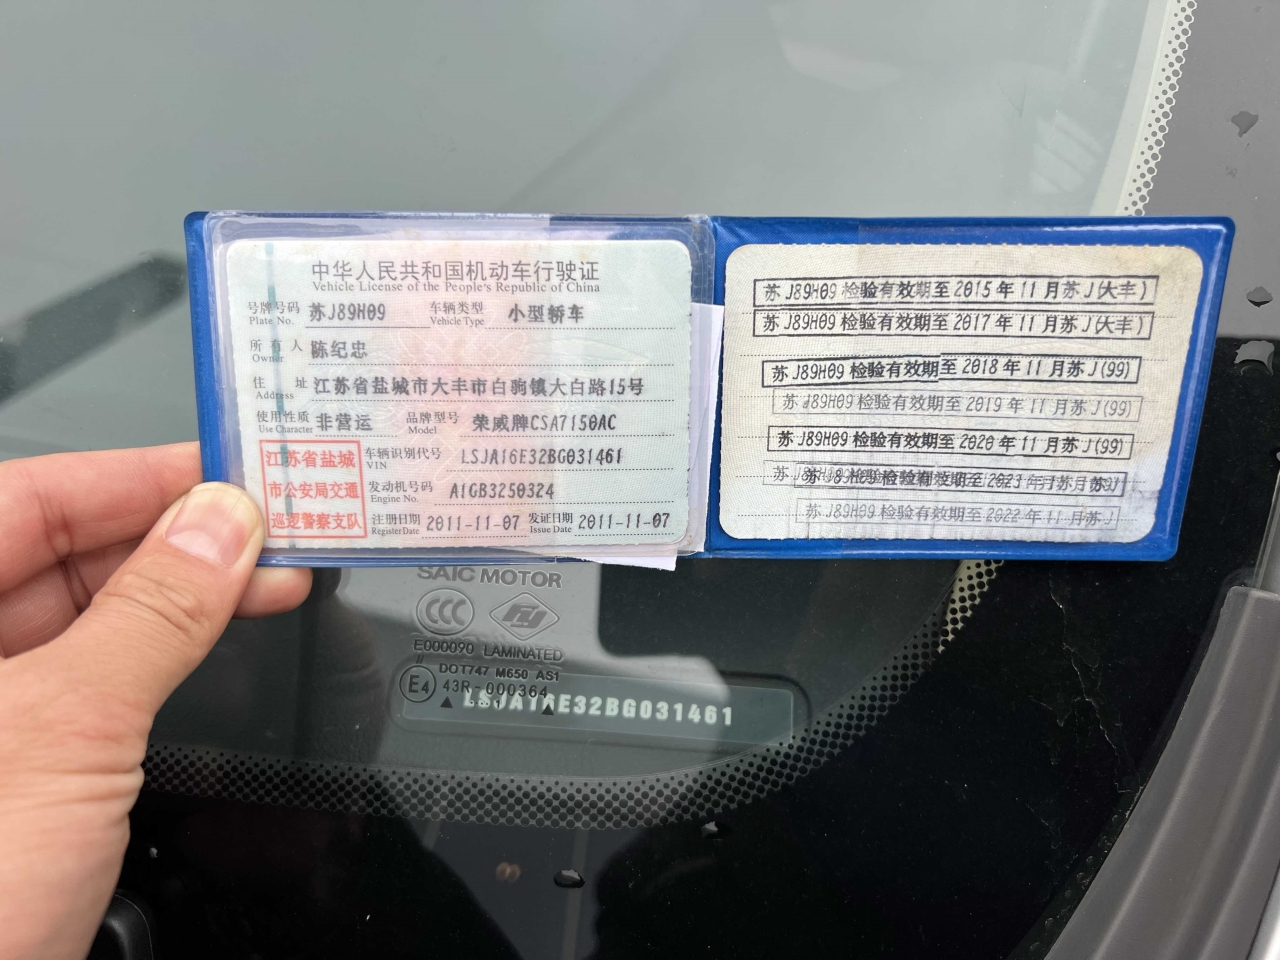 中华人民共和国机动车行驶证
Vehicle License of the People's Republic of China
号牌号码 苏J89H09 车辆类型 小型轿车
Plate No. Vehicle Type
所有人 陈纪忠
Owner
住址 江苏省盐城市大丰市白驹镇大白路15号
Address
使用性质 非营运 品牌型号 荣威牌CSA7150AC
Use Character Model
江苏省盐城
市公安局交通
巡逻警察支队
车辆识别代号 LSJA16E32BG031461
VIN
发动机号码 A1GB3250324
Engine No.
注册日期 2011-11-07 发证日期 2011-11-07
Register Date Issue Date
苏J89H09检验有效期至2015年11月苏J(大丰)
苏J89H09检验有效期至2017年11月苏J(大丰)
苏J89H09检验有效期至2018年11月苏J(99)
苏J89H09检验有效期至2019年11月苏J(99)
苏J89H09检验有效期至2020年11月苏J(99)
检验有效期至2023年
苏J89H09检验有效期至2022年11月苏J
SAIC MOTOR
CCC
E000090 LAMINATED
DOT747 M650 AS1
E4 43R-000364
E32BG031461